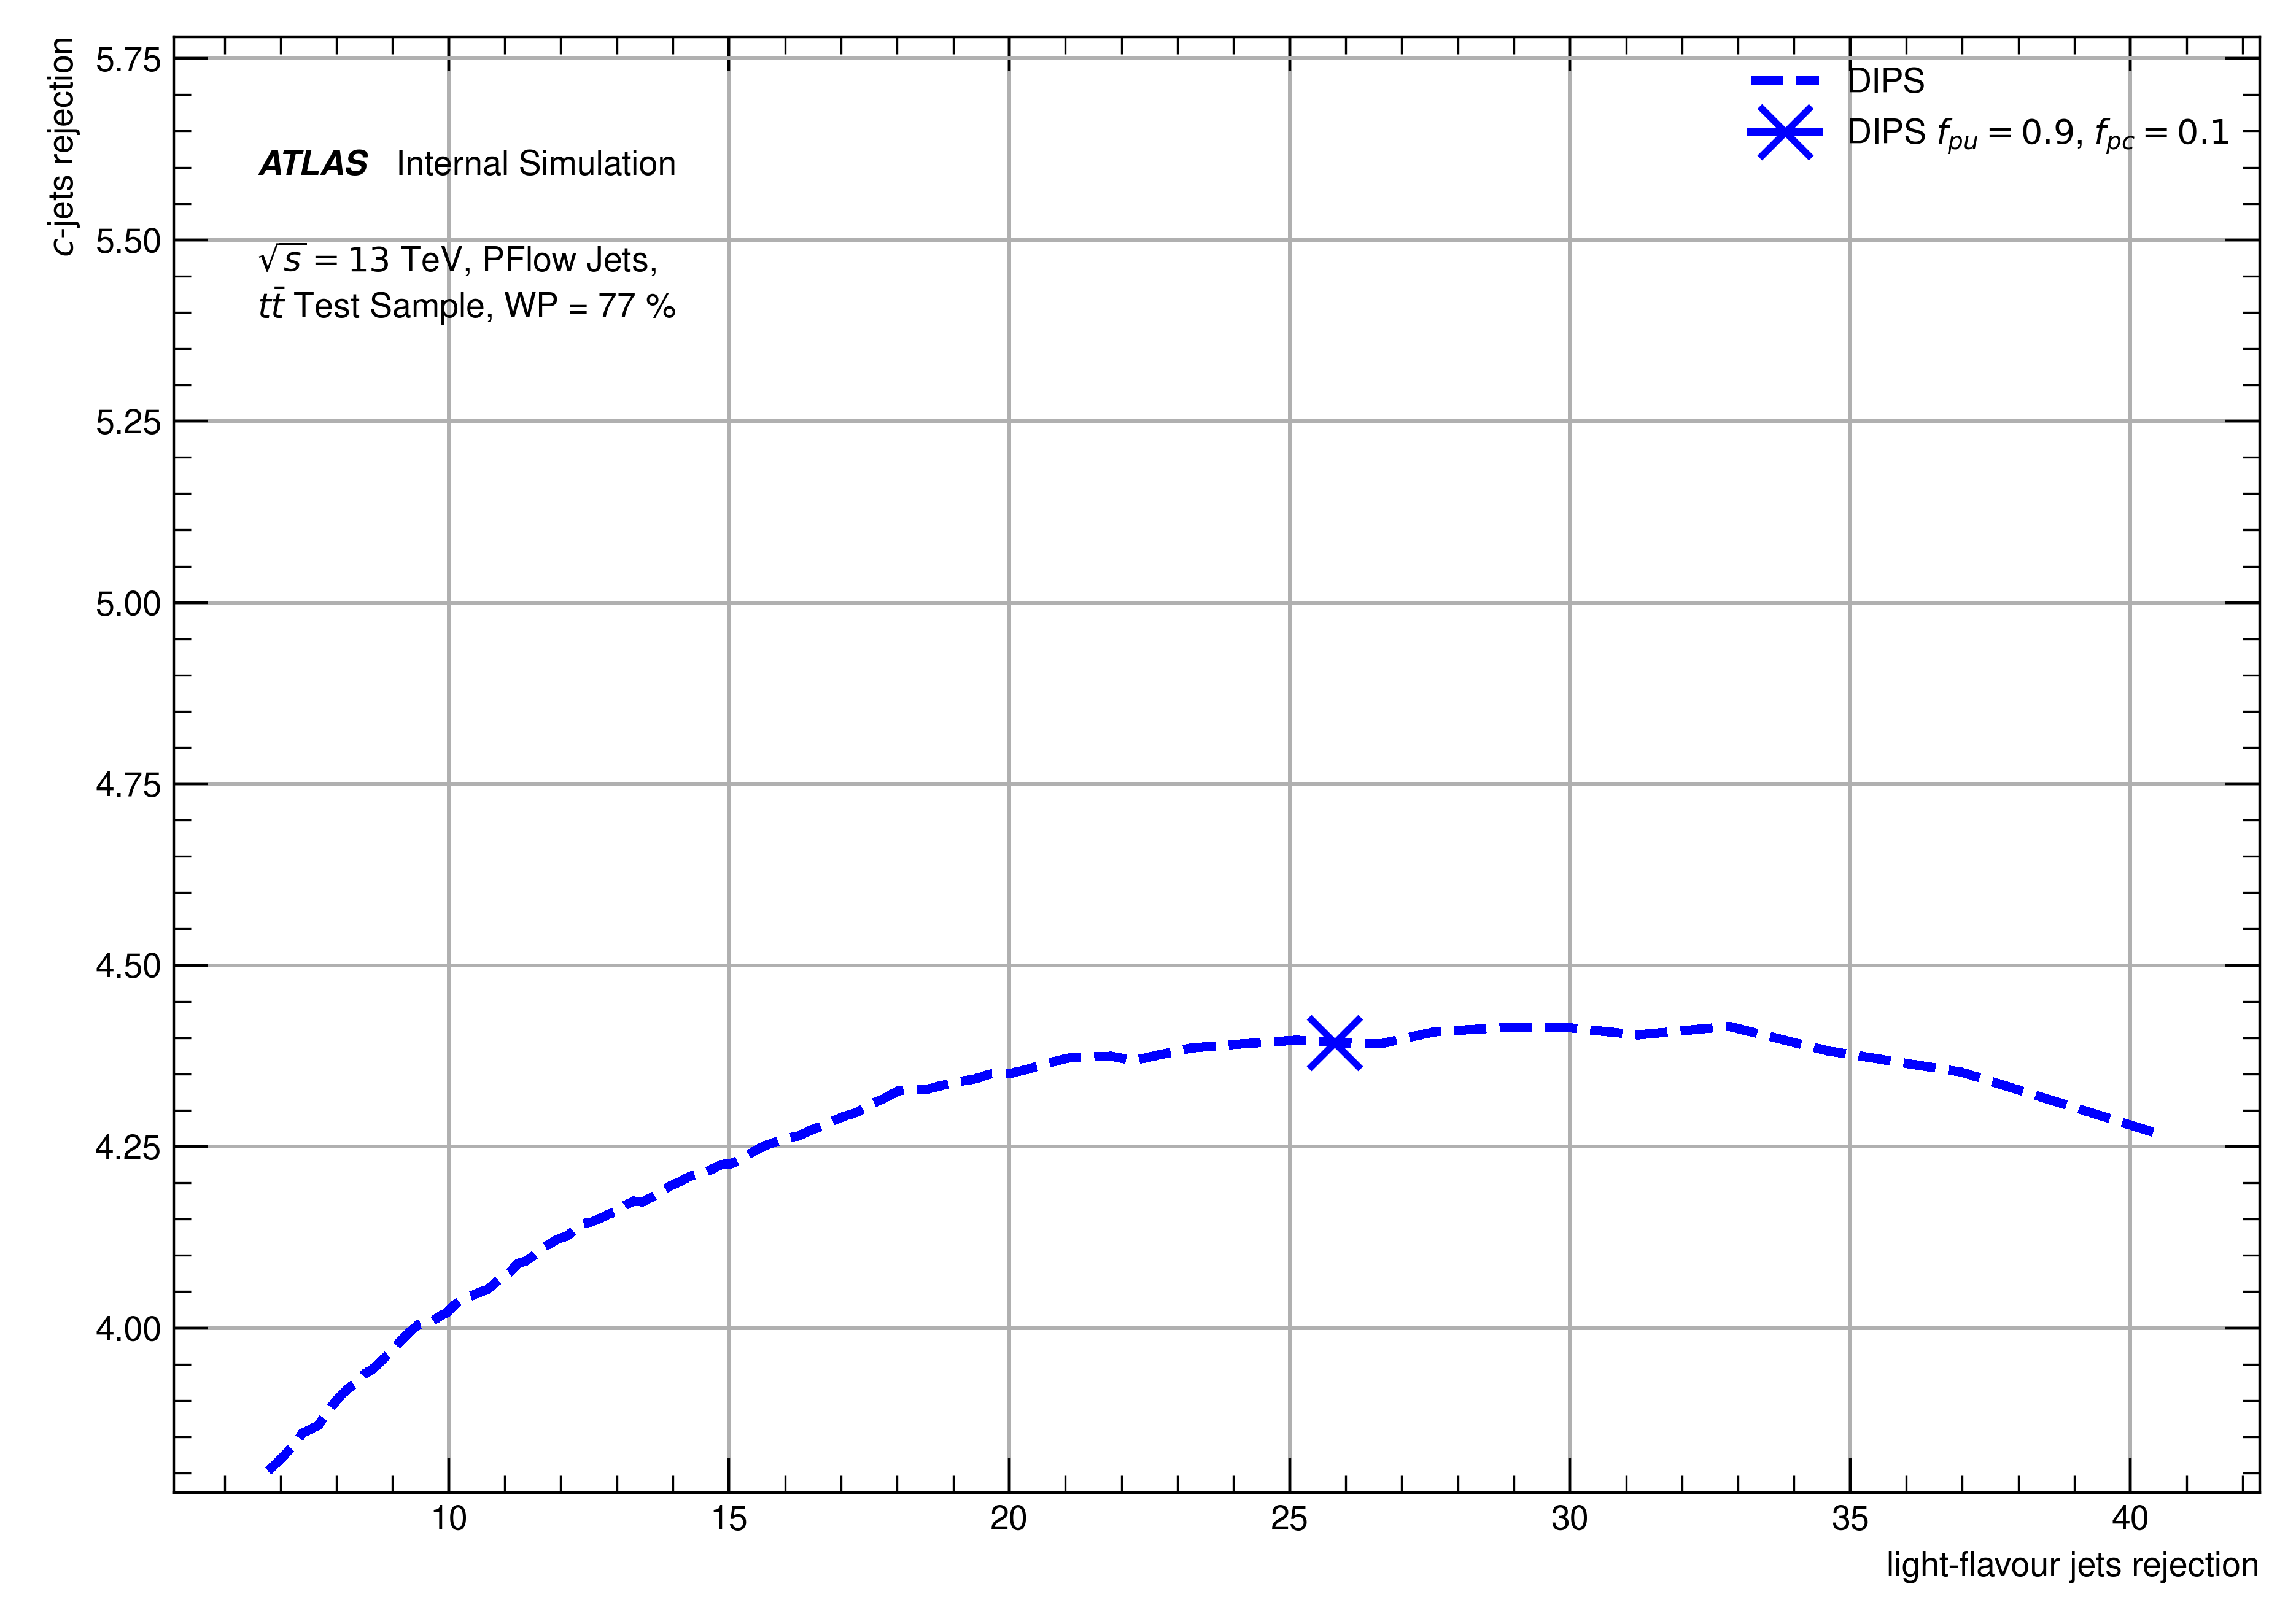 c-jets rejection
5.75
5.50
5.25
5.00
4.75
4.50
4.25
4.00
ATLAS Internal Simulation
√s = 13 TeV, PFlow Jets,
tt̄ Test Sample, WP = 77 %
DIPS
DIPS f_pu = 0.9, f_pc = 0.1
10 15 20 25 30 35 40
light-flavour jets rejection